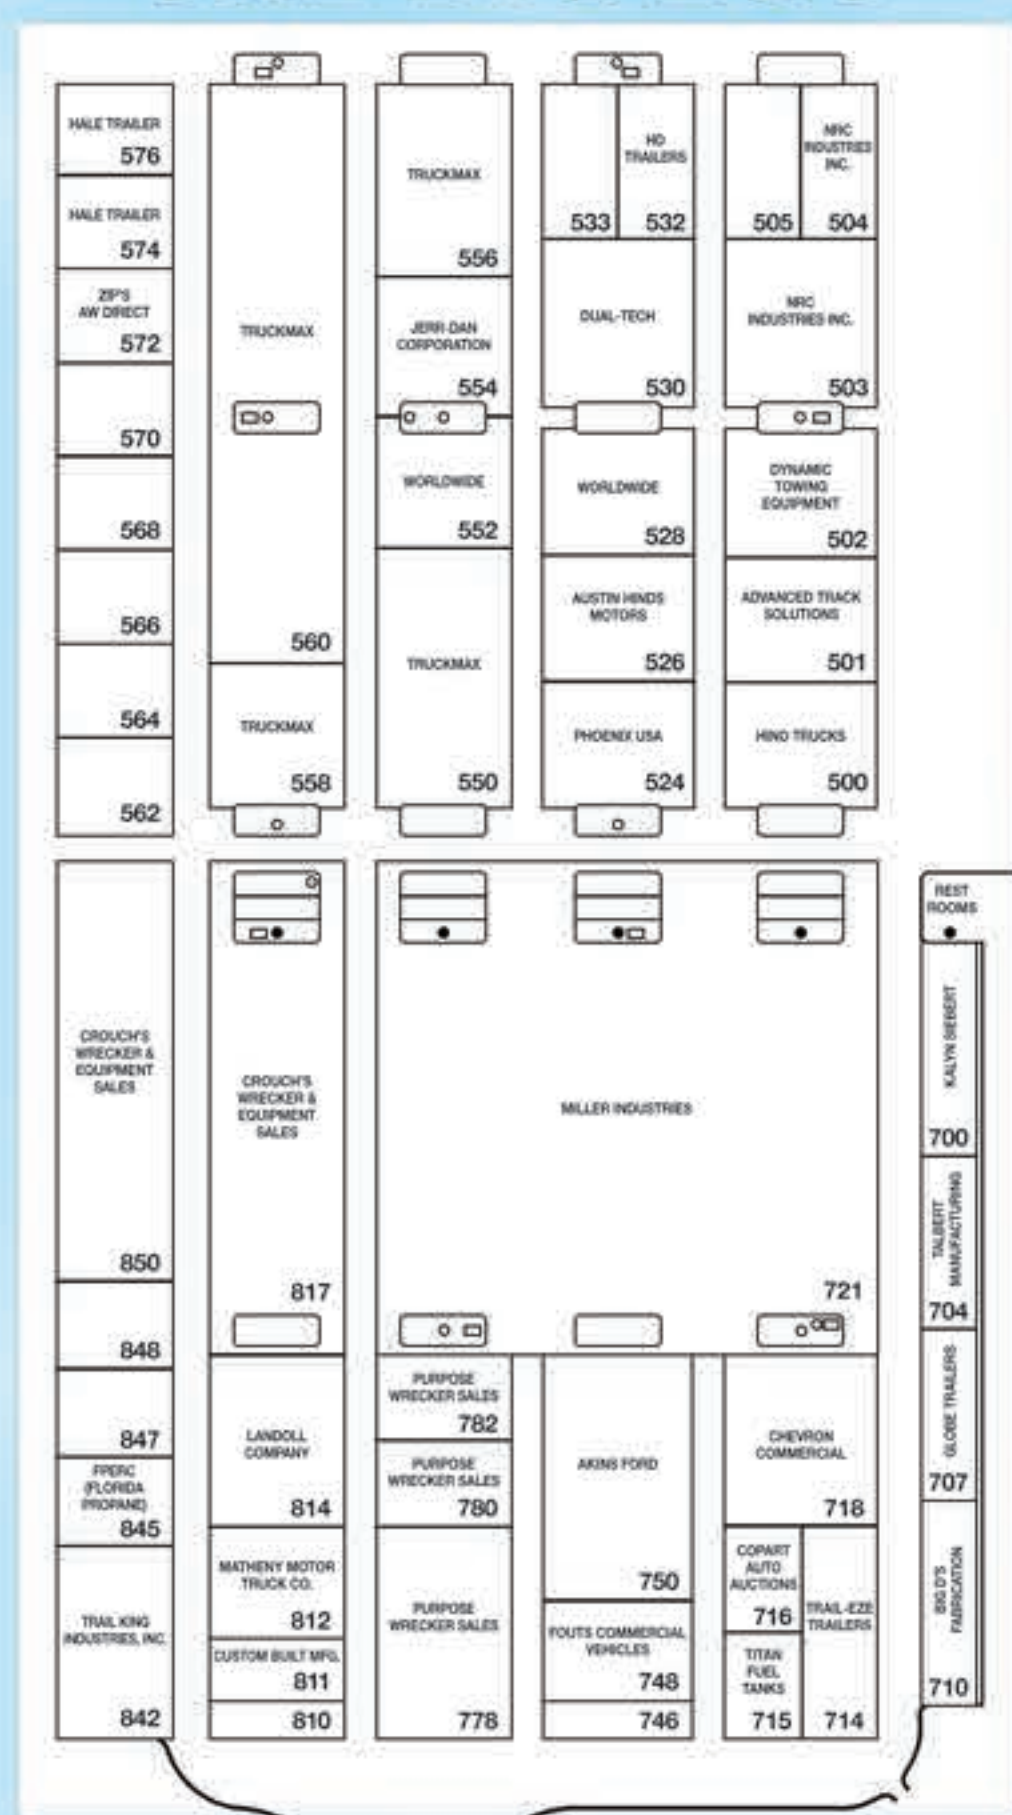 HALE TRAILER
576
HALE TRAILER
574
ZIP'S
AW DIRECT
572
570
568
566
564
562
TRUCKMAX
560
TRUCKMAX
558
TRUCKMAX
556
JERR-DAN
CORPORATION
554
WORLDWIDE
552
TRUCKMAX
550
533
HD
TRAILERS
532
DUAL-TECH
530
WORLDWIDE
528
AUSTIN HINDS
MOTORS
526
PHOENIX USA
524
505
NRC
INDUSTRIES
INC.
504
NRC
INDUSTRIES INC.
503
DYNAMIC
TOWING
EQUIPMENT
502
ADVANCED TRACK
SOLUTIONS
501
HINO TRUCKS
500
CROUCH'S
WRECKER &
EQUIPMENT
SALES
850
848
847
FPERC
(FLORIDA
PROPANE)
845
TRAIL KING
INDUSTRIES, INC.
842
CROUCH'S
WRECKER &
EQUIPMENT
SALES
817
LANDOLL
COMPANY
814
MATHENY MOTOR
TRUCK CO.
812
CUSTOM BUILT MFG.
811
810
MILLER INDUSTRIES
721
PURPOSE
WRECKER SALES
782
PURPOSE
WRECKER SALES
780
PURPOSE
WRECKER SALES
778
AKINS FORD
750
FOUTS COMMERCIAL
VEHICLES
748
746
CHEVRON
COMMERCIAL
718
COPART
AUTO
AUCTIONS
716
TITAN
FUEL
TANKS
715
TRAIL-EZE
TRAILERS
714
REST
ROOMS
KALYN SIEBERT
700
TALBERT
MANUFACTURING
704
GLOBE TRAILERS
707
BIG D'S
FABRICATION
710